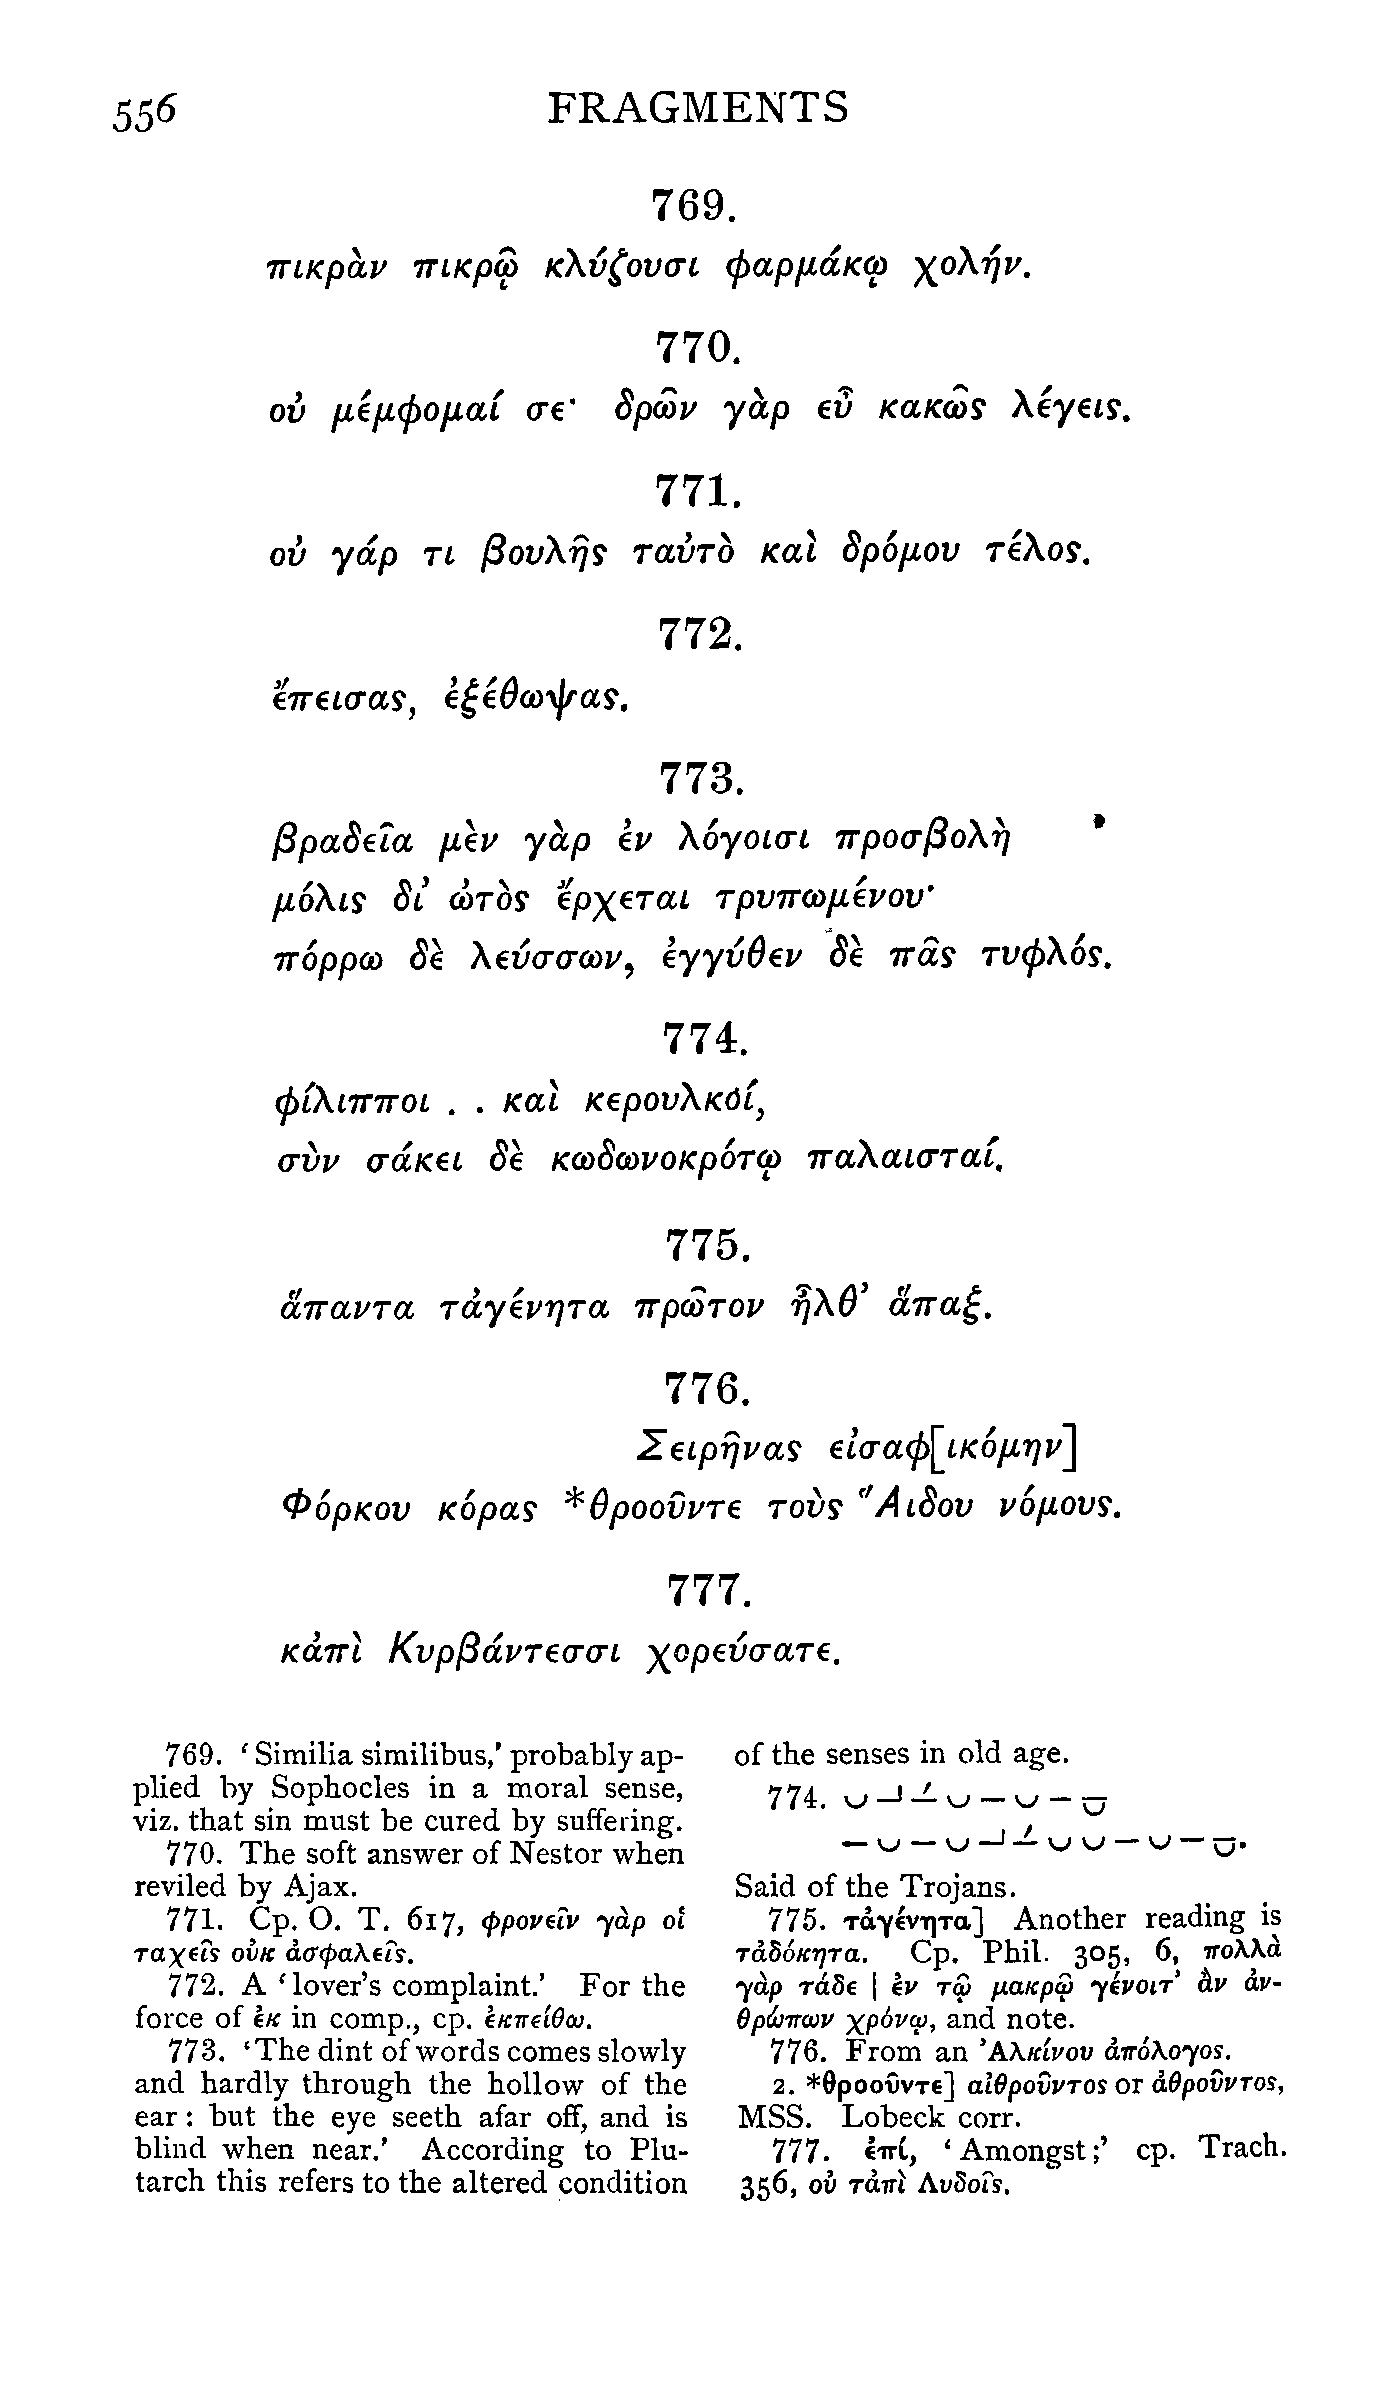 556 FRAGMENTS
769.
πικρὰν πικρῷ κλύζουσι φαρμάκῳ χολήν.
770.
οὐ μέμφομαί σε· δρῶν γὰρ εὖ κακῶς λέγεις.
771.
οὐ γάρ τι βουλῆς ταὐτὸ καὶ δρόμου τέλος.
772.
ἔπεισας, ἐξέθωψας.
773.
βραδεῖα μὲν γὰρ ἐν λόγοισι προσβολὴ
μόλις δι’ ὠτὸς ἔρχεται τρυπωμένου·
πόρρω δὲ λεύσσων, ἐγγύθεν δὲ πᾶς τυφλός.
774.
φίλιπποι . . καὶ κερουλκοί,
σὺν σάκει δὲ κωδωνοκρότῳ παλαισταί.
775.
ἅπαντα τἀγένητα πρῶτον ἦλθ’ ἅπαξ.
776.
Σειρῆνας εἰσαφ[ικόμην]
Φόρκου κόρας *θροοῦντε τοὺς Ἅιδου νόμους.
777.
κἀπὶ Κυρβάντεσσι χορεύσατε.
769. ‘Similia similibus,’ probably ap-
plied by Sophocles in a moral sense,
viz. that sin must be cured by suffering.
770. The soft answer of Nestor when
reviled by Ajax.
771. Cp. O. T. 617, φρονεῖν γὰρ οἱ
ταχεῖς οὐκ ἀσφαλεῖς.
772. A ‘lover’s complaint.’ For the
force of ἐκ in comp., cp. ἐκπείθω.
773. ‘The dint of words comes slowly
and hardly through the hollow of the
ear: but the eye seeth afar off, and is
blind when near.’ According to Plu-
tarch this refers to the altered condition
of the senses in old age.
774. ⏑ –⏌ –́ ⏑ – ⏑ – ⏓
– ⏑ – ⏑ –⏌ –́ ⏑ ⏑ – ⏑ – ⏓.
Said of the Trojans.
775. τἀγένητα] Another reading is
τἀδόκητα. Cp. Phil. 305, 6, πολλὰ
γὰρ τάδε | ἐν τῷ μακρῷ γένοιτ’ ἂν ἀν-
θρώπων χρόνῳ, and note.
776. From an Ἀλκίνου ἀπόλογος.
2. *θροοῦντε] αἰθροῦντος or ἀθροῦντος,
MSS. Lobeck corr.
777. ἐπί, ‘Amongst;’ cp. Trach.
356, οὐ τἀπὶ Λυδοῖς.